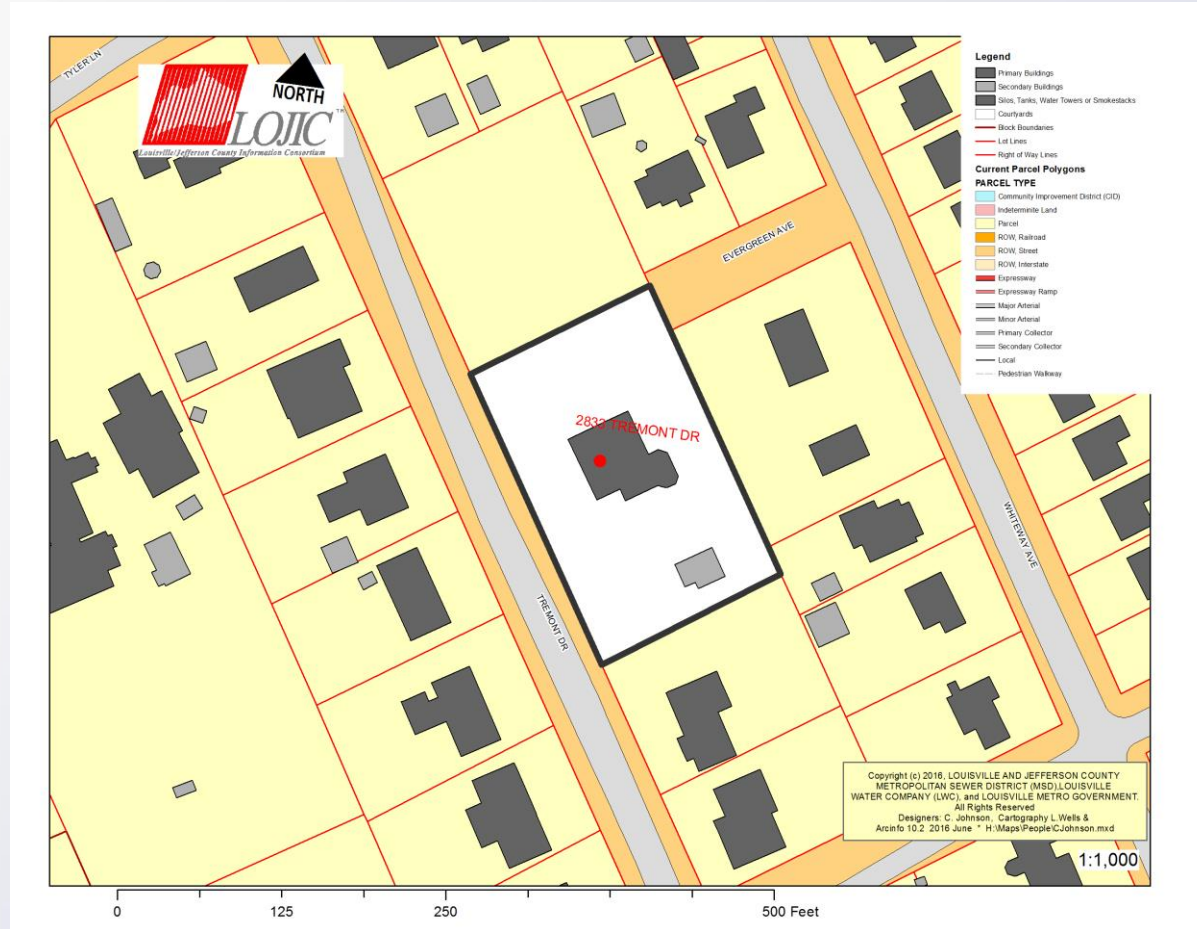 TYLER LN
NORTH
LOJIC™
Louisville/Jefferson County Information Consortium
EVERGREEN AVE
2833 TREMONT DR
TREMONT DR
WHITEWAY AVE
Legend
Primary Buildings
Secondary Buildings
Silos, Tanks, Water Towers or Smokestacks
Courtyards
Block Boundaries
Lot Lines
Right of Way Lines
Current Parcel Polygons
PARCEL TYPE
Community Improvement District (CID)
Indeterminite Land
Parcel
ROW, Railroad
ROW, Street
ROW, Interstate
Expressway
Expressway Ramp
Major Arterial
Minor Arterial
Primary Collector
Secondary Collector
Local
Pedestrian Walkway
Copyright (c) 2016, LOUISVILLE AND JEFFERSON COUNTY
METROPOLITAN SEWER DISTRICT (MSD),LOUISVILLE
WATER COMPANY (LWC), and LOUISVILLE METRO GOVERNMENT.
All Rights Reserved
Designers: C. Johnson, Cartography L.Wells &
Arcinfo 10.2 2016 June * H:\Maps\People\CJohnson.mxd
1:1,000
0 125 250 500 Feet